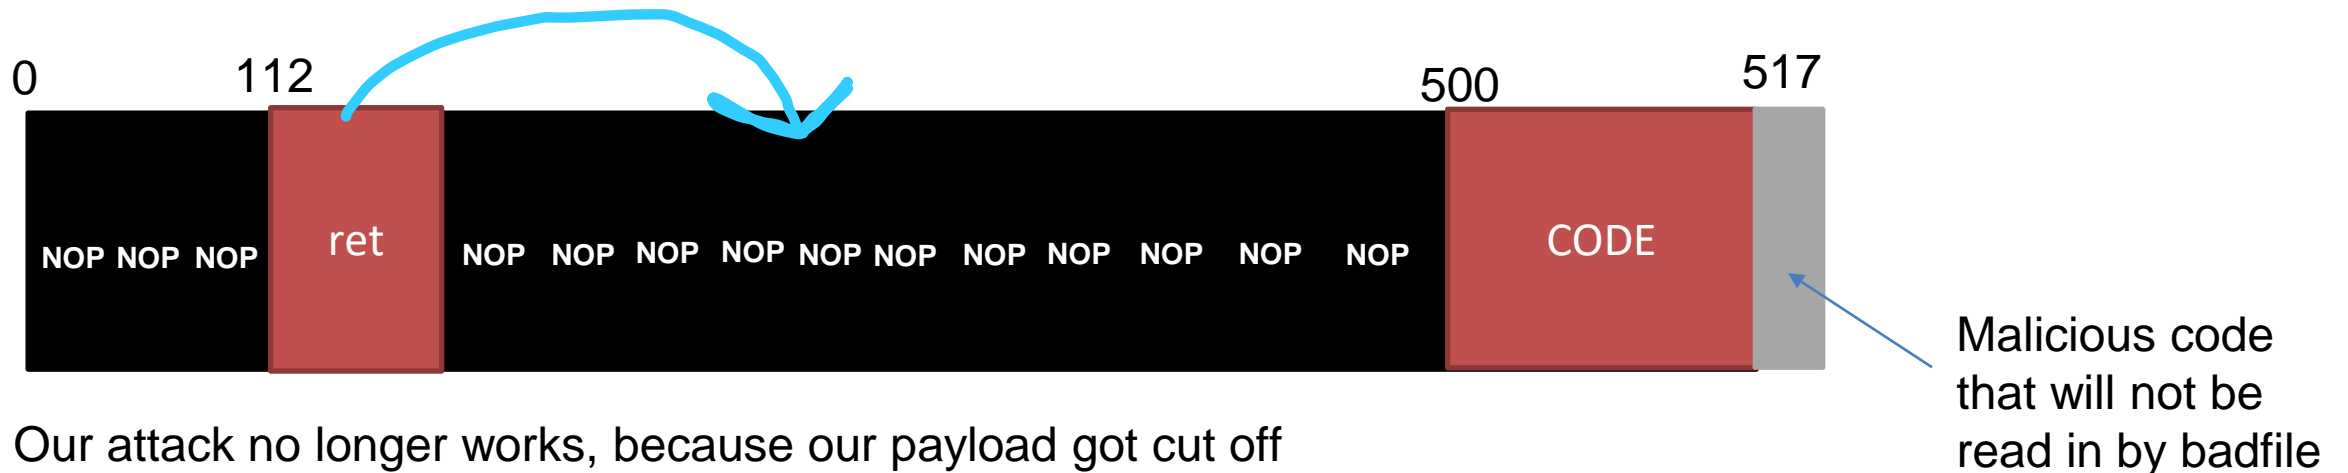 0 112 500 517
NOP NOP NOP ret NOP NOP NOP NOP NOP NOP NOP NOP NOP NOP NOP CODE
Malicious code
that will not be
read in by badfile
Our attack no longer works, because our payload got cut off